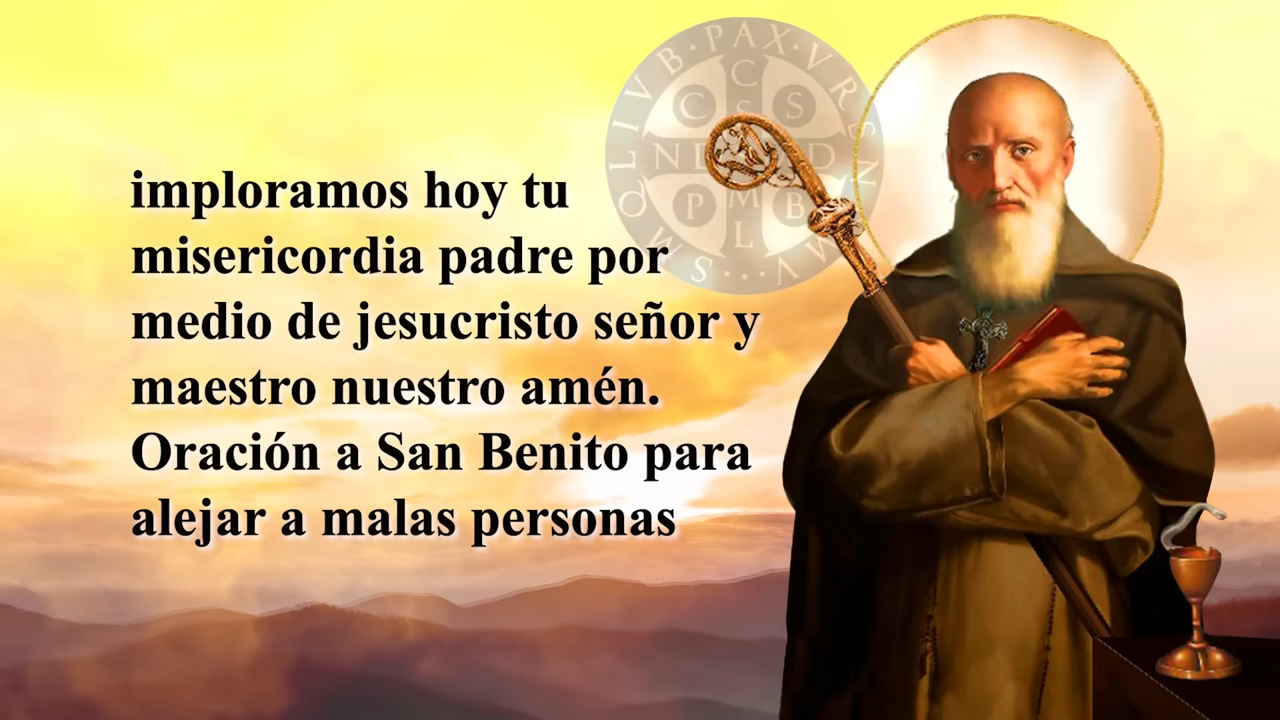 imploramos hoy tu
misericordia padre por
medio de jesucristo señor y
maestro nuestro amén.
Oración a San Benito para
alejar a malas personas
PAX
C S
C S S
N D D
P M B
L